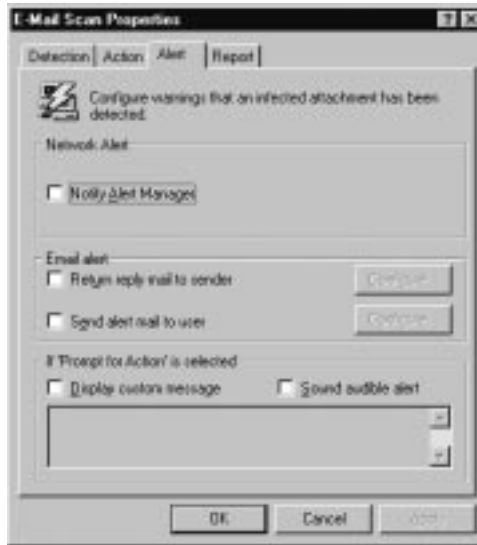 E-Mail Scan Properties
Detection Action Alert Report
Configure warnings that an infected attachment has been
detected.
Network Alert
Notify Alert Manager
Email alert
Return reply mail to sender
Configure...
Send alert mail to user
Configure...
If 'Prompt for Action' is selected
Display custom message
Sound audible alert
OK Cancel Apply